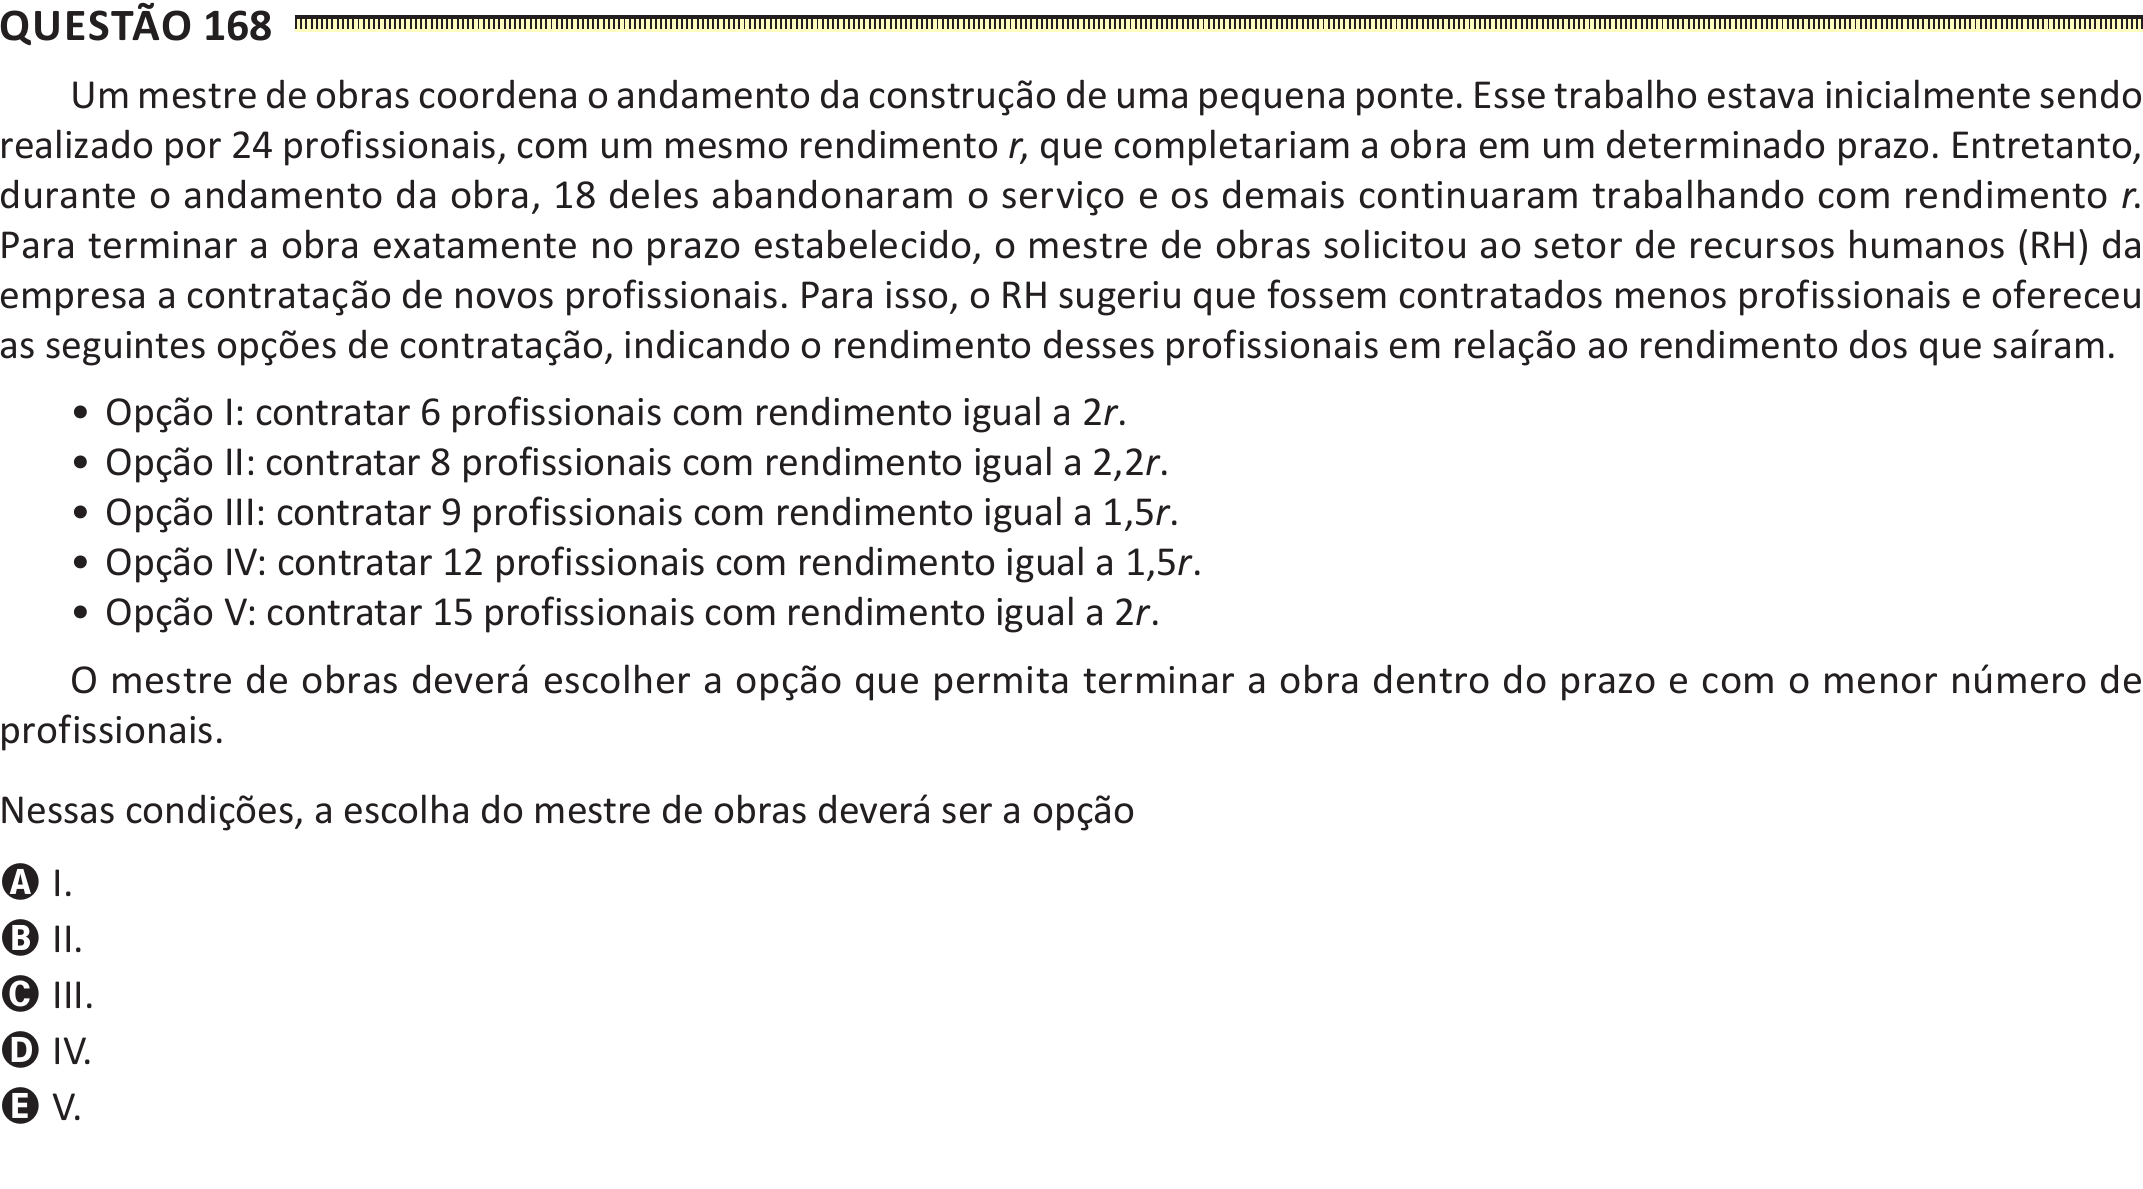 QUESTÃO 168
Um mestre de obras coordena o andamento da construção de uma pequena ponte. Esse trabalho estava inicialmente sendo
realizado por 24 profissionais, com um mesmo rendimento r, que completariam a obra em um determinado prazo. Entretanto,
durante o andamento da obra, 18 deles abandonaram o serviço e os demais continuaram trabalhando com rendimento r.
Para terminar a obra exatamente no prazo estabelecido, o mestre de obras solicitou ao setor de recursos humanos (RH) da
empresa a contratação de novos profissionais. Para isso, o RH sugeriu que fossem contratados menos profissionais e ofereceu
as seguintes opções de contratação, indicando o rendimento desses profissionais em relação ao rendimento dos que saíram.
• Opção I: contratar 6 profissionais com rendimento igual a 2r.
• Opção II: contratar 8 profissionais com rendimento igual a 2,2r.
• Opção III: contratar 9 profissionais com rendimento igual a 1,5r.
• Opção IV: contratar 12 profissionais com rendimento igual a 1,5r.
• Opção V: contratar 15 profissionais com rendimento igual a 2r.
O mestre de obras deverá escolher a opção que permita terminar a obra dentro do prazo e com o menor número de
profissionais.
Nessas condições, a escolha do mestre de obras deverá ser a opção
A I.
B II.
C III.
D IV.
E V.